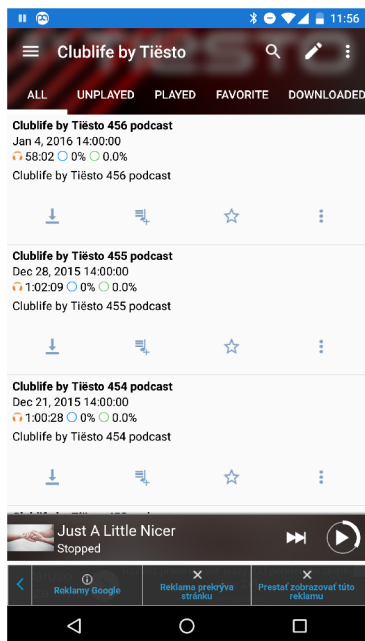 11:56
Clublife by Tiësto
ALL UNPLAYED PLAYED FAVORITE DOWNLOADED
Clublife by Tiësto 456 podcast
Jan 4, 2016 14:00:00
58:02 0% 0.0%
Clublife by Tiësto 456 podcast
Clublife by Tiësto 455 podcast
Dec 28, 2015 14:00:00
1:02:09 0% 0.0%
Clublife by Tiësto 455 podcast
Clublife by Tiësto 454 podcast
Dec 21, 2015 14:00:00
1:00:28 0% 0.0%
Clublife by Tiësto 454 podcast
Just A Little Nicer
Stopped
Reklamy Google
Reklama prekrýva
stránku
Prestať zobrazovať túto
reklamu